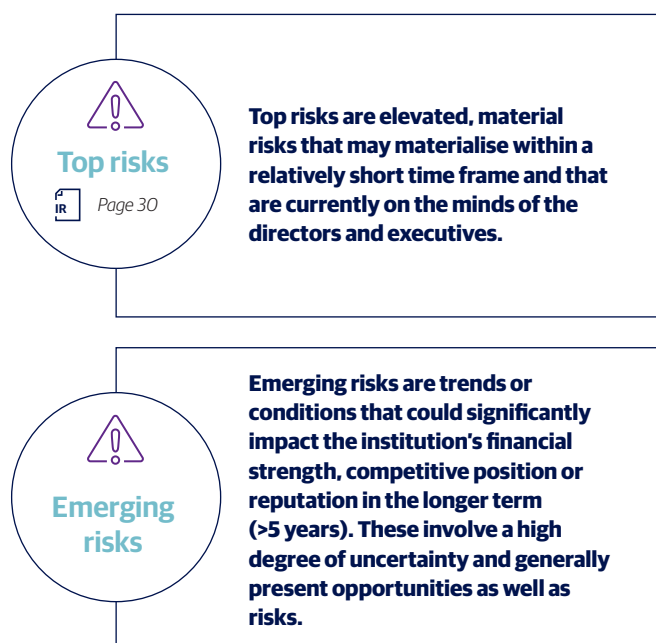 Top risks
IR Page 30
Top risks are elevated, material
risks that may materialise within a
relatively short time frame and that
are currently on the minds of the
directors and executives.
Emerging
risks
Emerging risks are trends or
conditions that could significantly
impact the institution's financial
strength, competitive position or
reputation in the longer term
(>5 years). These involve a high
degree of uncertainty and generally
present opportunities as well as
risks.